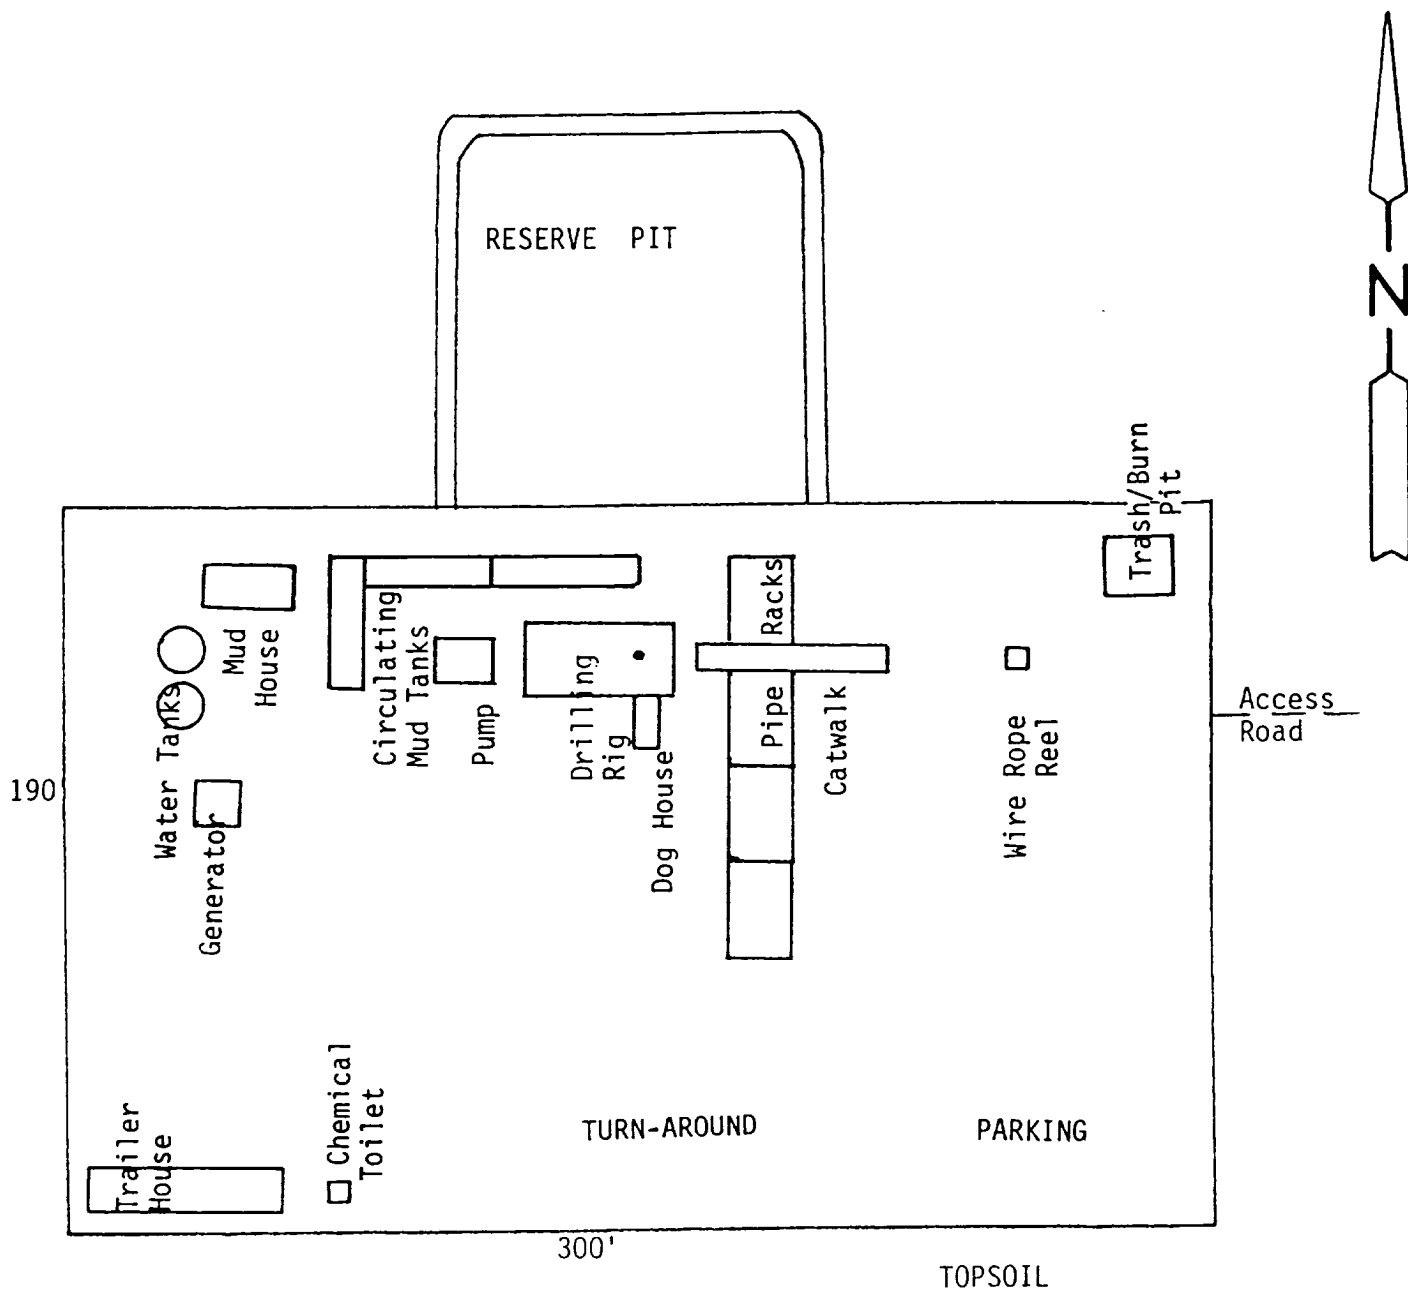 N
RESERVE PIT
Trash/Burn
Pit
Mud
House
Circulating
Mud Tanks
Pump
Drilling
Rig
Dog House
Pipe Racks
Catwalk
Wire Rope
Reel
Access
Road
190
Water Tanks
Generator
Trailer
House
Chemical
Toilet
TURN-AROUND
PARKING
300'
TOPSOIL